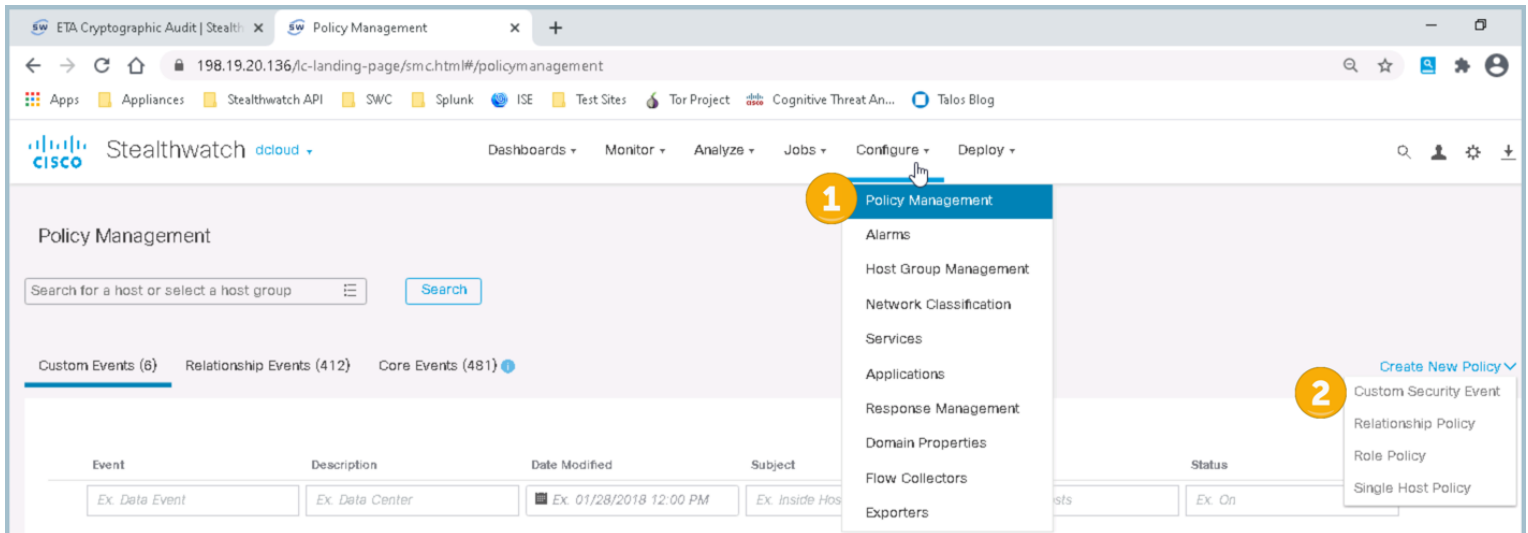 ETA Cryptographic Audit | Stealth
Policy Management
198.19.20.136/lc-landing-page/smc.html#/policymanagement
Apps Appliances Stealthwatch API SWC Splunk ISE Test Sites Tor Project Cognitive Threat An... Talos Blog
CISCO Stealthwatch dcloud Dashboards Monitor Analyze Jobs Configure Deploy
1 Policy Management
Alarms
Host Group Management
Network Classification
Services
Applications
Response Management
Domain Properties
Flow Collectors
Exporters
Policy Management
Search for a host or select a host group Search
Custom Events (6) Relationship Events (412) Core Events (481)
Create New Policy
2 Custom Security Event
Relationship Policy
Role Policy
Single Host Policy
Event Description Date Modified Subject Status
Ex. Data Event Ex. Data Center Ex. 01/28/2018 12:00 PM Ex. Inside Hos sts Ex. On